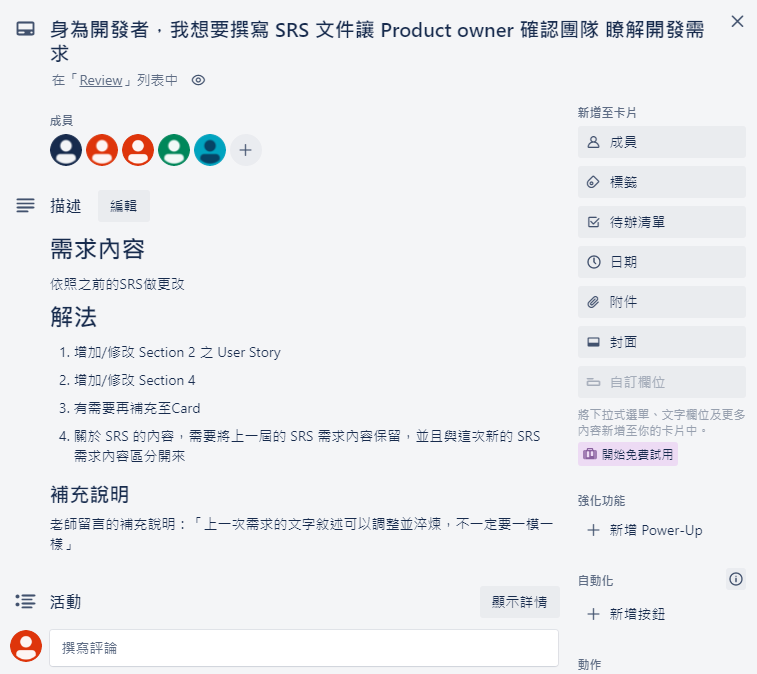 身為開發者，我想要撰寫 SRS 文件讓 Product owner 確認團隊 瞭解開發需
求
在「Review」列表中
成員
描述
編輯
需求內容
依照之前的SRS做更改
解法
1. 增加/修改 Section 2 之 User Story
2. 增加/修改 Section 4
3. 有需要再補充至Card
4. 關於 SRS 的內容，需要將上一屆的 SRS 需求內容保留，並且與這次新的 SRS
需求內容區分開來
補充說明
老師留言的補充說明：「上一次需求的文字敘述可以調整並淬煉，不一定要一模一
樣」
活動
顯示詳情
撰寫評論
新增至卡片
成員
標籤
待辦清單
日期
附件
封面
自訂欄位
將下拉式選單、文字欄位及更多
內容新增至你的卡片中。
開始免費試用
強化功能
新增 Power-Up
自動化
新增按鈕
動作